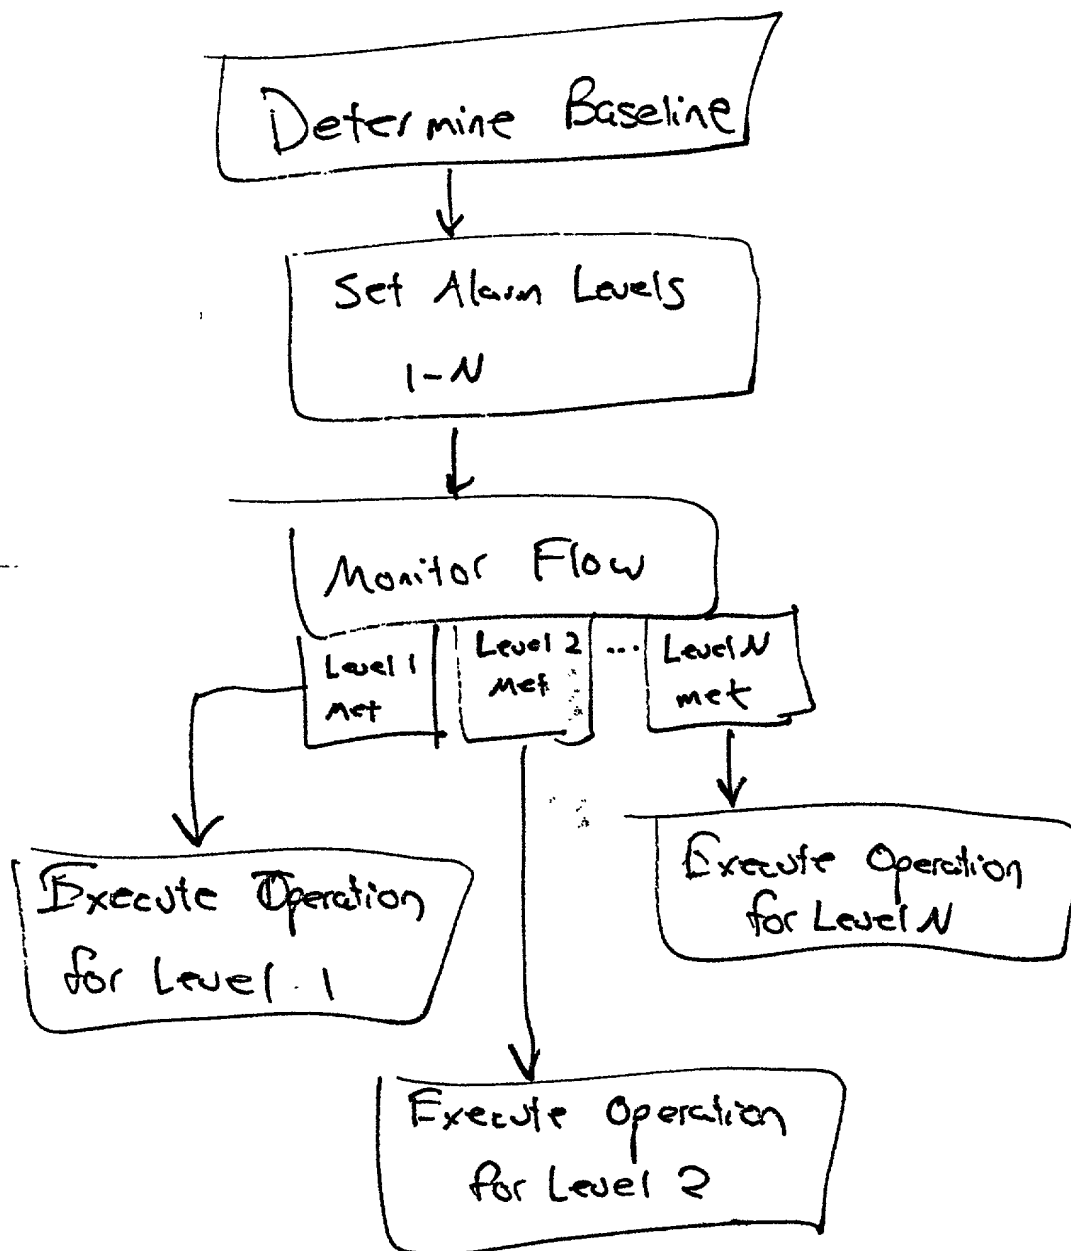 Determine Baseline
Set Alarm Levels
1-N
Monitor Flow
Level 1
Met
Level 2
Met
...
Level N
met
Execute Operation
for Level 1
Execute Operation
for Level N
Execute Operation
for Level 2